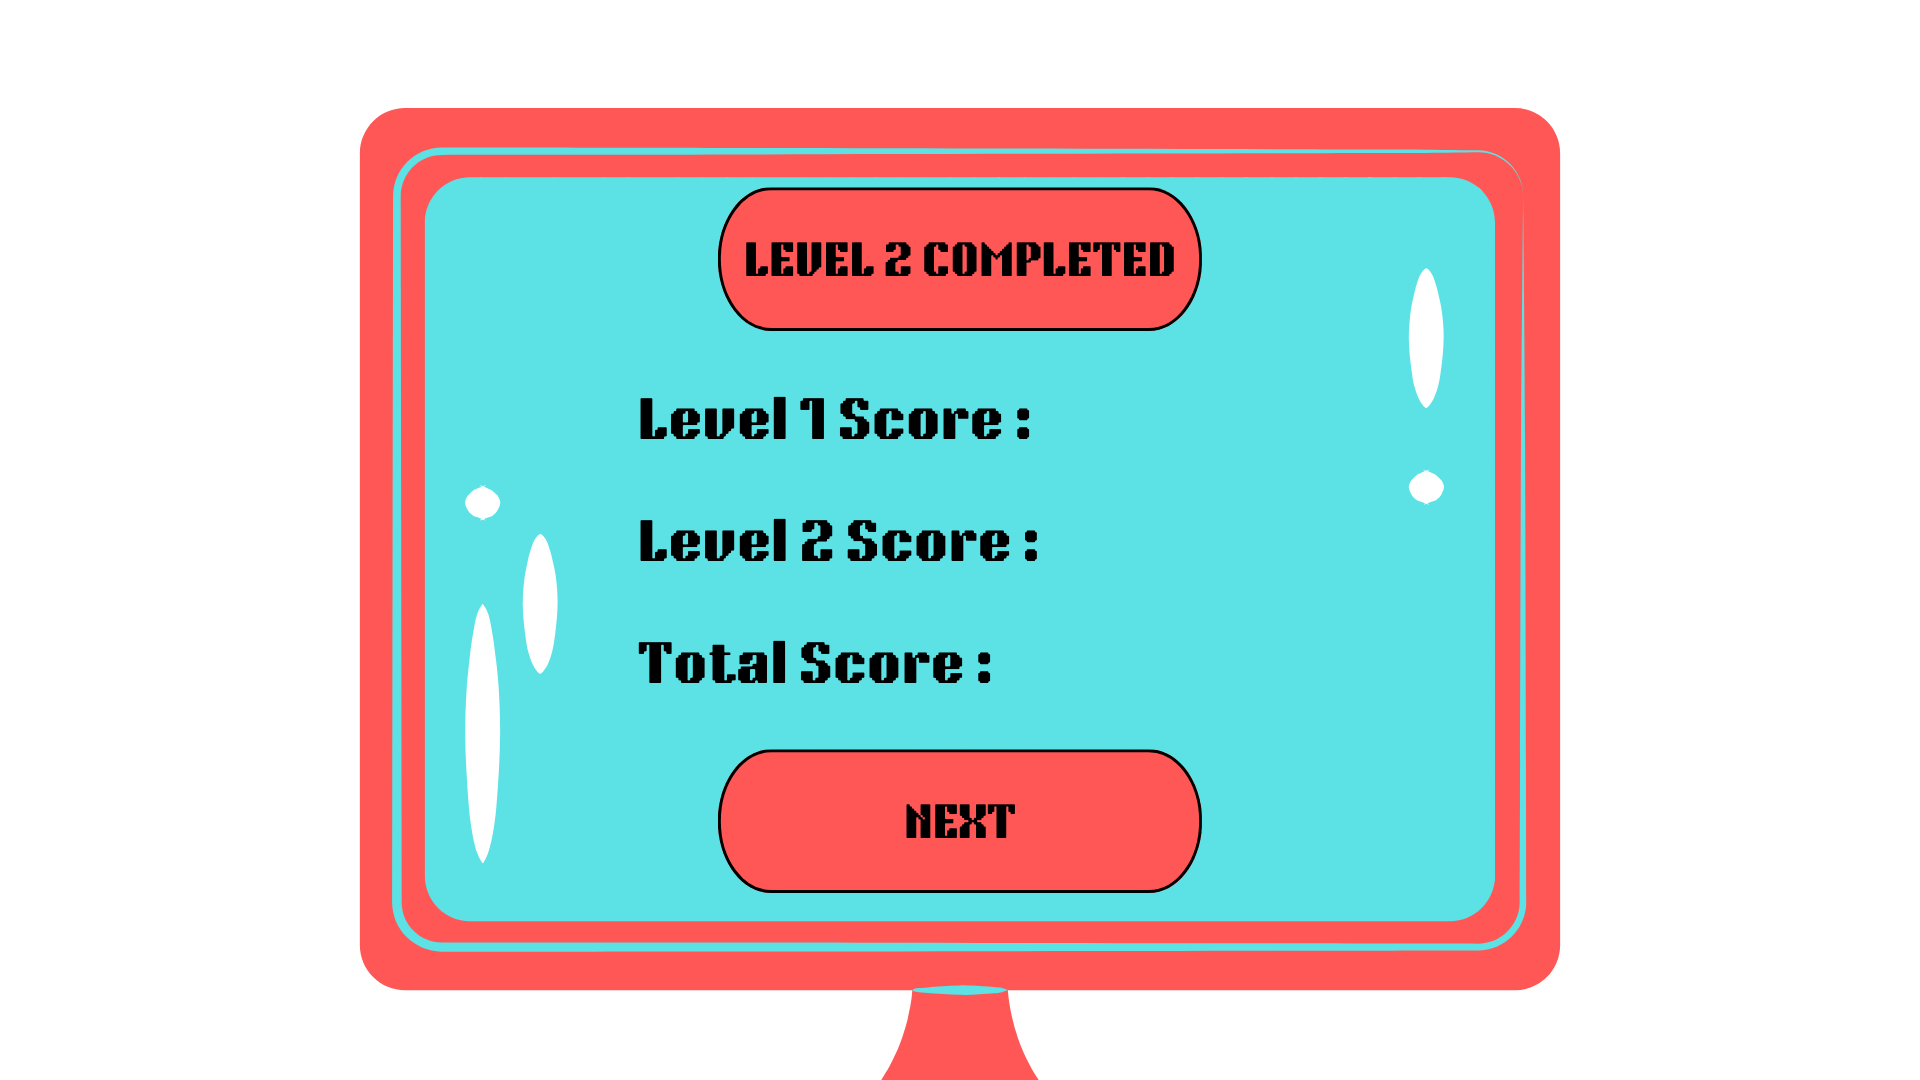 LEVEL 2 COMPLETED
Level 1 Score :
Level 2 Score :
Total Score :
NEXT